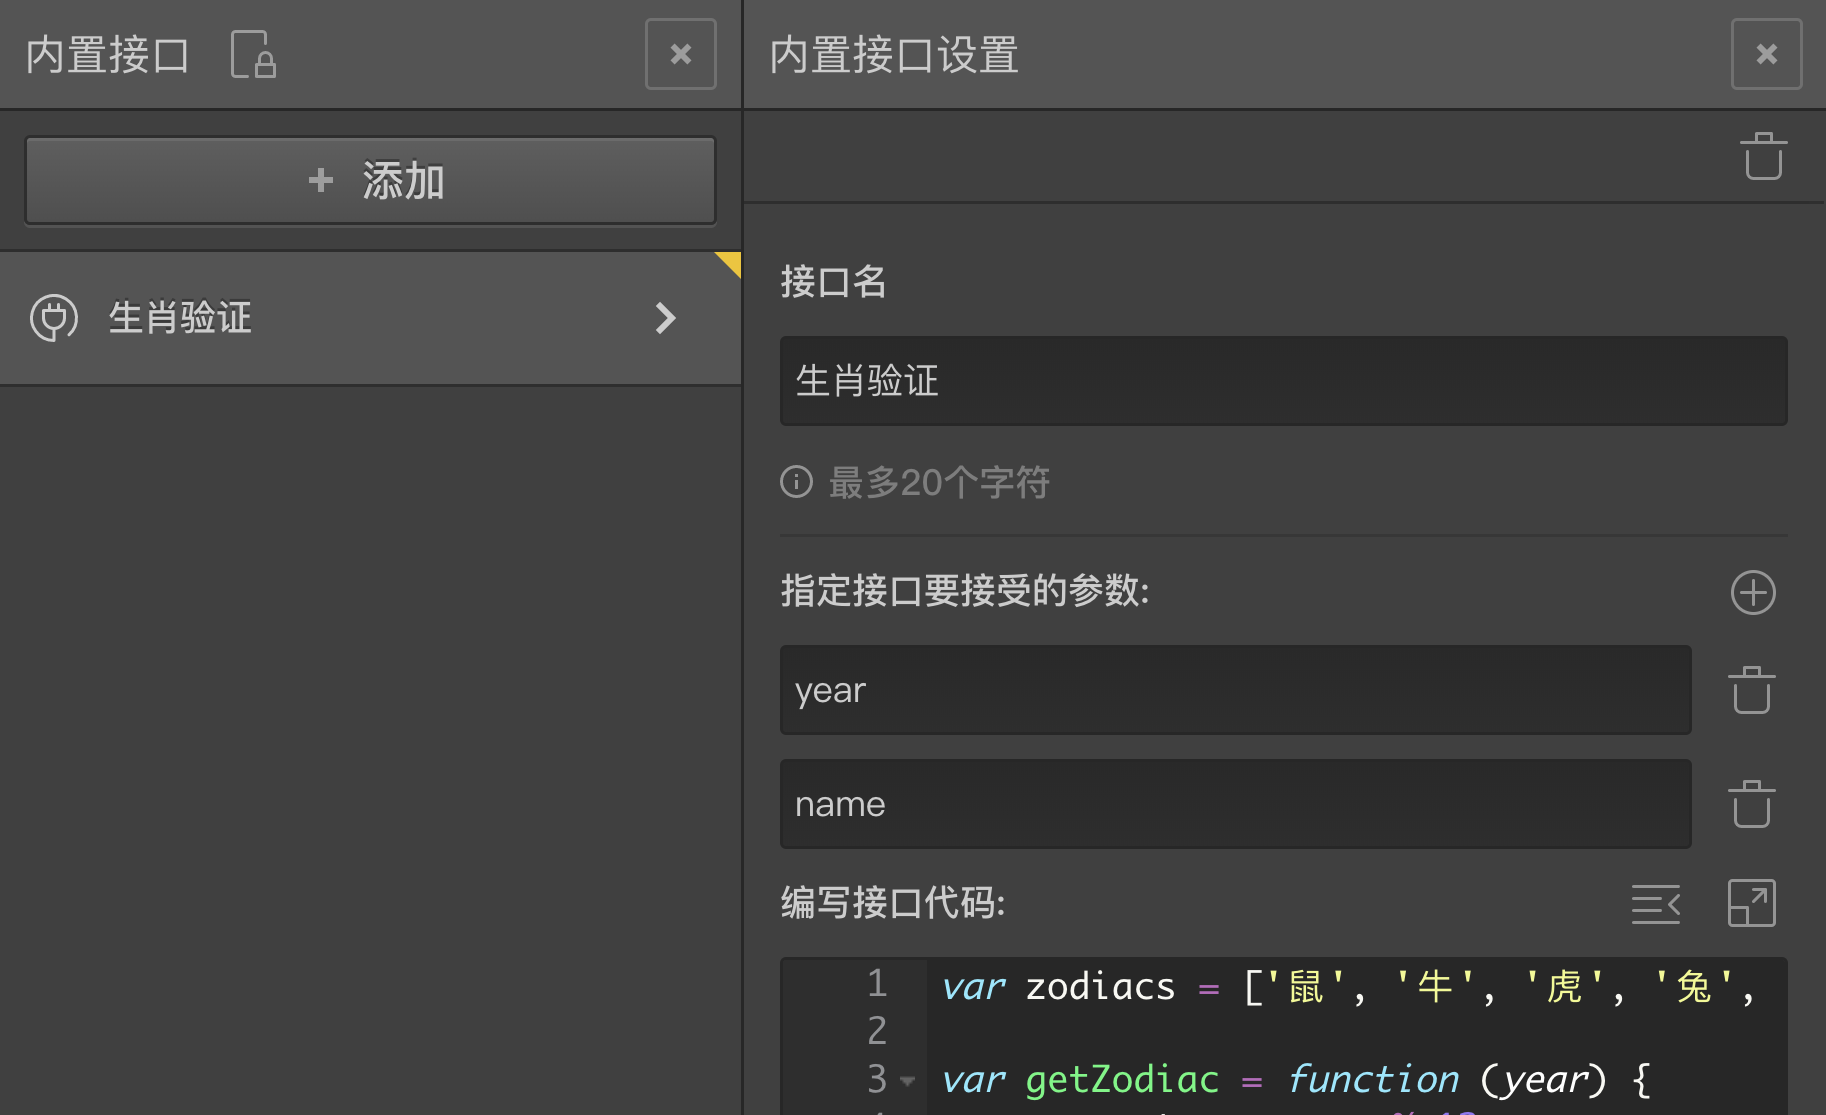 内置接口
添加
生肖验证
内置接口设置
接口名
生肖验证
最多20个字符
指定接口要接受的参数:
year
name
编写接口代码:
1 var zodiacs = ['鼠', '牛', '虎', '兔',
2
3 var getZodiac = function (year) {